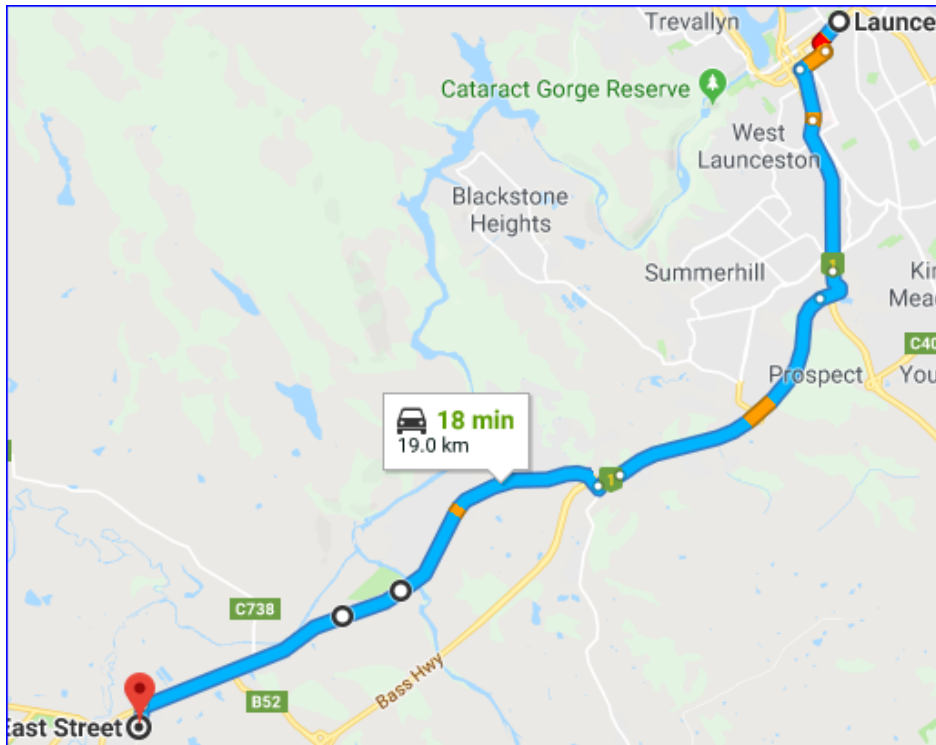 Trevallyn
Launce
Cataract Gorge Reserve
West
Launceston
Blackstone
Heights
Summerhill
1
Kin
Mead
C40
Prospect
You
18 min
19.0 km
1
C738
Bass Hwy
B52
East Street